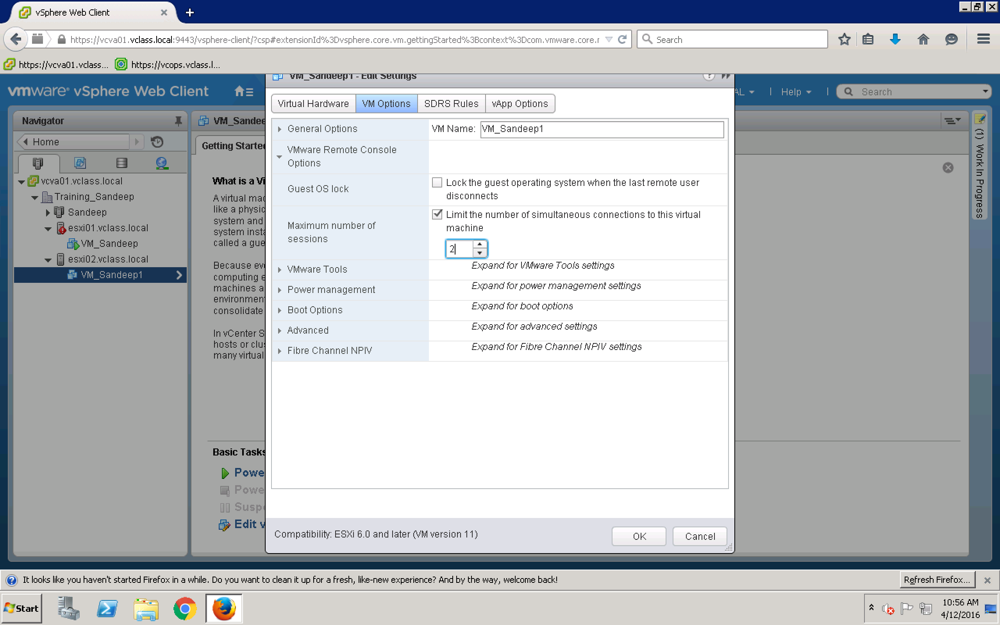 vSphere Web Client
https://vcva01.vclass.local:9443/vsphere-client/?csp#extensionId%3Dvsphere.core.vm.gettingStarted%3Bcontext%3Dcom.vmware.core.r
Search
https://vcva01.vclass...
https://vcops.vclass.l...
VM_Sandeep1 - Edit Settings
vmware® vSphere Web Client
AL
Help
Search
Virtual Hardware
VM Options
SDRS Rules
vApp Options
Navigator
VM_Sandee
Home
Getting Started
vcva01.vclass.local
Training_Sandeep
Sandeep
esxi01.vclass.local
VM_Sandeep
esxi02.vclass.local
VM_Sandeep1
What is a Vi
A virtual mac
like a physic
system and
system insta
called a gue
Because eve
computing e
machines a
environment
consolidate
In vCenter S
hosts or clus
many virtual
Basic Tasks
Powe
Powe
Suspe
Edit v
General Options
VM Name: VM_Sandeep1
VMware Remote Console
Options
Guest OS lock
Lock the guest operating system when the last remote user
disconnects
Maximum number of
sessions
Limit the number of simultaneous connections to this virtual
machine
2
VMware Tools
Expand for VMware Tools settings
Power management
Expand for power management settings
Boot Options
Expand for boot options
Advanced
Expand for advanced settings
Fibre Channel NPIV
Expand for Fibre Channel NPIV settings
Compatibility: ESXi 6.0 and later (VM version 11)
OK
Cancel
(1) Work In Progress
It looks like you haven't started Firefox in a while. Do you want to clean it up for a fresh, like-new experience? And by the way, welcome back!
Refresh Firefox...
Start
10:56 AM
4/12/2016